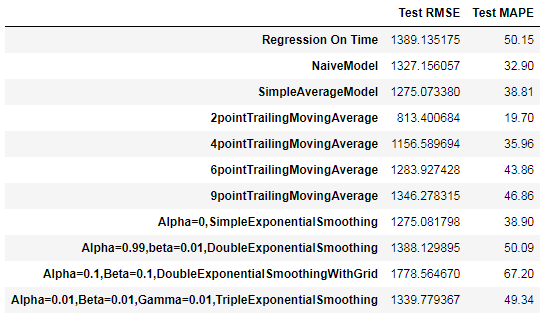 Test RMSE Test MAPE
Regression On Time 1389.135175 50.15
NaiveModel 1327.156057 32.90
SimpleAverageModel 1275.073380 38.81
2pointTrailingMovingAverage 813.400684 19.70
4pointTrailingMovingAverage 1156.589694 35.96
6pointTrailingMovingAverage 1283.927428 43.86
9pointTrailingMovingAverage 1346.278315 46.86
Alpha=0,SimpleExponentialSmoothing 1275.081798 38.90
Alpha=0.99,beta=0.01,DoubleExponentialSmoothing 1388.129895 50.09
Alpha=0.1,Beta=0.1,DoubleExponentialSmoothingWithGrid 1778.564670 67.20
Alpha=0.01,Beta=0.01,Gamma=0.01,TripleExponentialSmoothing 1339.779367 49.34